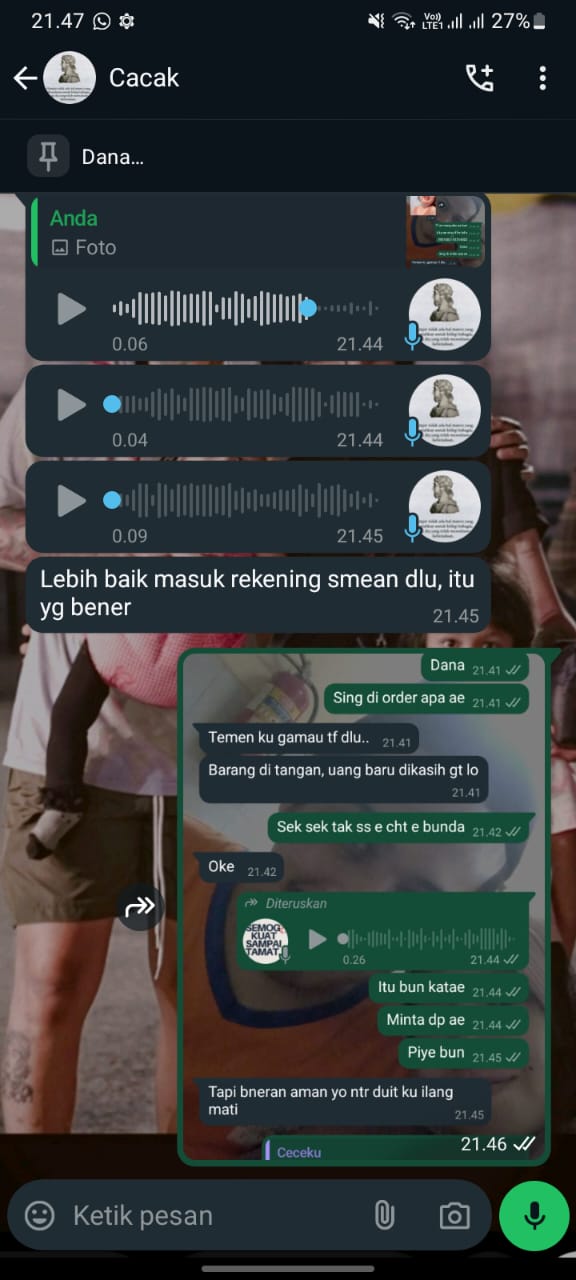 21.47 27%
Cacak
Dana...
Anda
Foto
0.06 21.44
0.04 21.44
0.09 21.45
Lebih baik masuk rekening smean dlu, itu
yg bener
21.45
Dana 21.41
Sing di order apa ae 21.41
Temen ku gamau tf dlu.. 21.41
Barang di tangan, uang baru dikasih gt lo
21.41
Sek sek tak ss e cht e bunda 21.42
Oke 21.42
Diteruskan
SEMOGA
KUAT
SAMPAI
TAMAT
0.26 21.44
Itu bun katae 21.44
Minta dp ae 21.44
Piye bun 21.45
Tapi bneran aman yo ntr duit ku ilang
mati
21.45
Ceceku
21.46
Ketik pesan